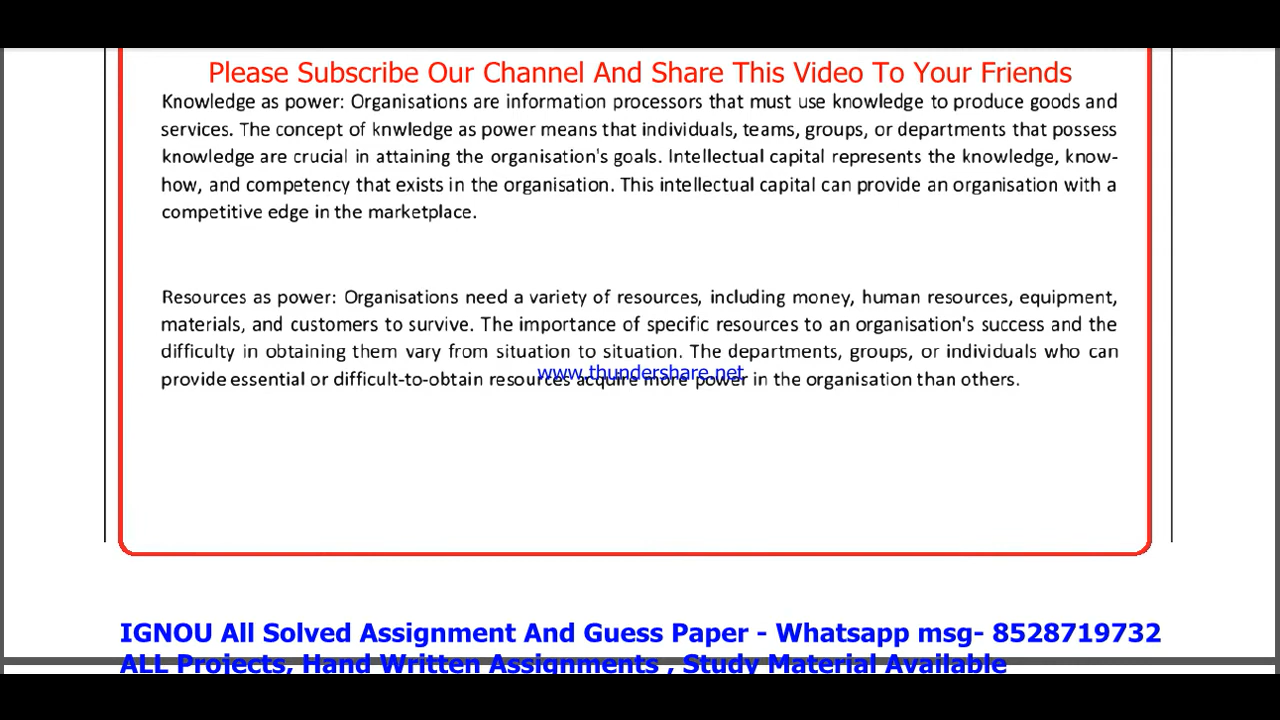 Please Subscribe Our Channel And Share This Video To Your Friends
Knowledge as power: Organisations are information processors that must use knowledge to produce goods and
services. The concept of knwledge as power means that individuals, teams, groups, or departments that possess
knowledge are crucial in attaining the organisation's goals. Intellectual capital represents the knowledge, know-
how, and competency that exists in the organisation. This intellectual capital can provide an organisation with a
competitive edge in the marketplace.
Resources as power: Organisations need a variety of resources, including money, human resources, equipment,
materials, and customers to survive. The importance of specific resources to an organisation's success and the
difficulty in obtaining them vary from situation to situation. The departments, groups, or individuals who can
www.thundershare.net
provide essential or difficult-to-obtain resources acquire more power in the organisation than others.
IGNOU All Solved Assignment And Guess Paper - Whatsapp msg- 8528719732
ALL Projects, Hand Written Assignments , Study Material Available